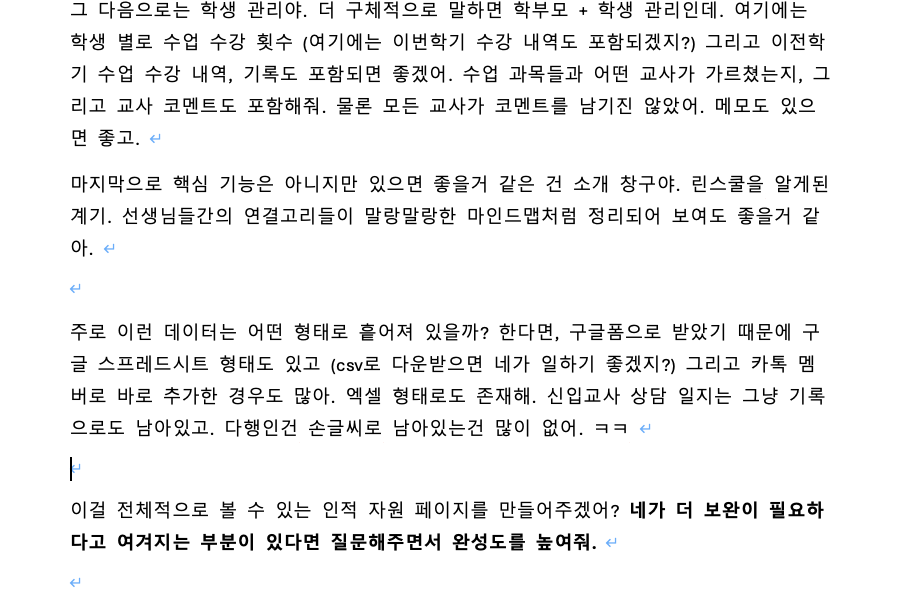 그 다음으로는 학생 관리야. 더 구체적으로 말하면 학부모 + 학생 관리인데. 여기에는
학생 별로 수업 수강 횟수 (여기에는 이번학기 수강 내역도 포함되겠지?) 그리고 이전학
기 수업 수강 내역, 기록도 포함되면 좋겠어. 수업 과목들과 어떤 교사가 가르쳤는지, 그
리고 교사 코멘트도 포함해줘. 물론 모든 교사가 코멘트를 남기진 않았어. 메모도 있으
면 좋고. ↵
마지막으로 핵심 기능은 아니지만 있으면 좋을거 같은 건 소개 창구야. 린스쿨을 알게된
계기. 선생님들간의 연결고리들이 말랑말랑한 마인드맵처럼 정리되어 보여도 좋을거 같
아. ↵
↵
주로 이런 데이터는 어떤 형태로 흩어져 있을까? 한다면, 구글폼으로 받았기 때문에 구
글 스프레드시트 형태도 있고 (csv로 다운받으면 네가 일하기 좋겠지?) 그리고 카톡 멤
버로 바로 추가한 경우도 많아. 엑셀 형태로도 존재해. 신입교사 상담 일지는 그냥 기록
으로도 남아있고. 다행인건 손글씨로 남아있는건 많이 없어. ㅋㅋ ↵
↵
이걸 전체적으로 볼 수 있는 인적 자원 페이지를 만들어주겠어? 네가 더 보완이 필요하
다고 여겨지는 부분이 있다면 질문해주면서 완성도를 높여줘. ↵
↵